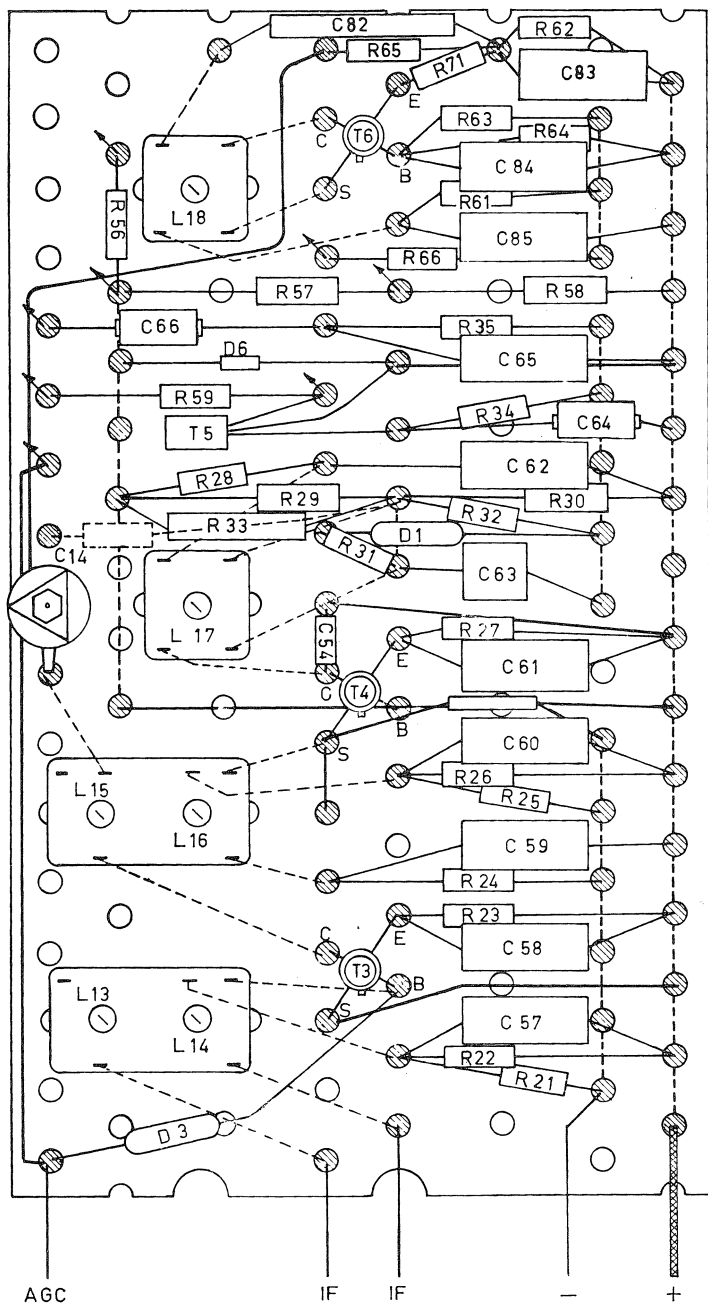 C82
R62
R65
R71
C83
E
C
T6
R63
R64
B
C84
S
L18
R61
R56
C85
R66
R57
R58
C66
R35
D6
C65
R59
R34
T5
C64
R28
C62
R29
R30
R33
R32
C14
R31
D1
C63
L17
C54
R27
E
C61
C
T4
B
S
C60
L15
R26
L16
R25
C59
R24
R23
C
E
C58
T3
L13
B
S
L14
C57
R22
R21
D3
AGC
IF
IF
−
+